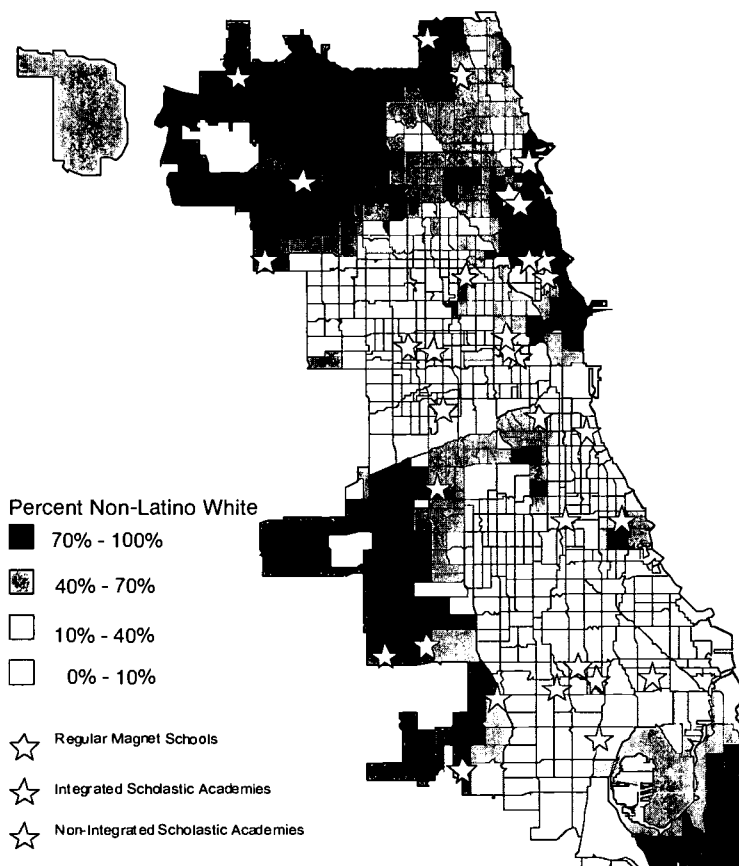 Percent Non-Latino White
70% - 100%
40% - 70%
10% - 40%
0% - 10%
Regular Magnet Schools
Integrated Scholastic Academies
Non-Integrated Scholastic Academies